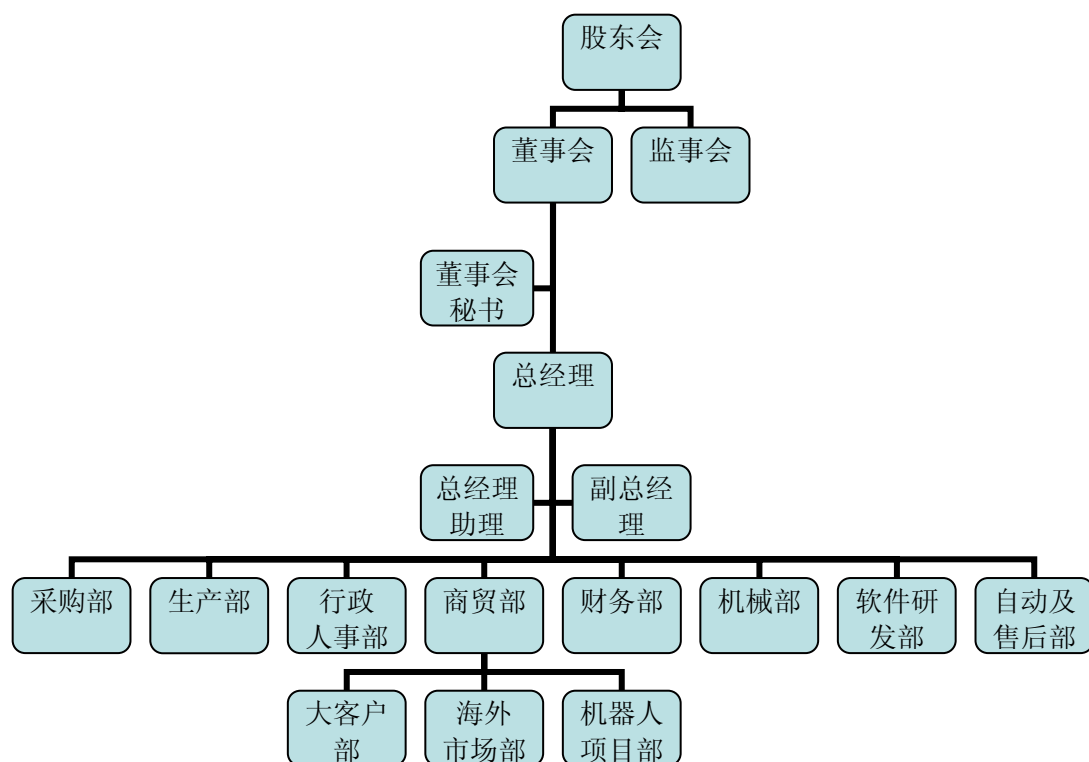 股东会
董事会
监事会
董事会
秘书
总经理
总经理
助理
副总经
理
采购部
生产部
行政
人事部
商贸部
财务部
机械部
软件研
发部
自动及
售后部
大客户
部
海外
市场部
机器人
项目部